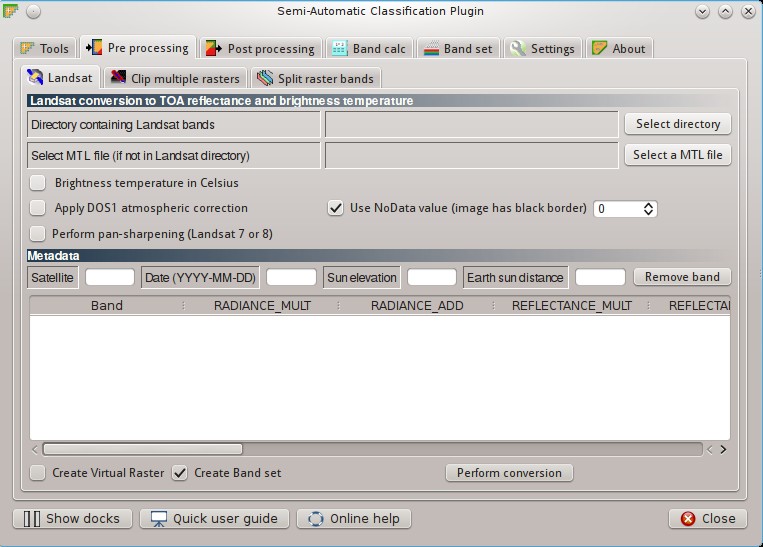 Semi-Automatic Classification Plugin
Tools Pre processing Post processing Band calc Band set Settings About
Landsat Clip multiple rasters Split raster bands
Landsat conversion to TOA reflectance and brightness temperature
Directory containing Landsat bands Select directory
Select MTL file (if not in Landsat directory) Select a MTL file
Brightness temperature in Celsius
Apply DOS1 atmospheric correction Use NoData value (image has black border) 0
Perform pan-sharpening (Landsat 7 or 8)
Metadata
Satellite Date (YYYY-MM-DD) Sun elevation Earth sun distance Remove band
Band RADIANCE_MULT RADIANCE_ADD REFLECTANCE_MULT REFLECTA
Create Virtual Raster Create Band set Perform conversion
Show docks Quick user guide Online help Close